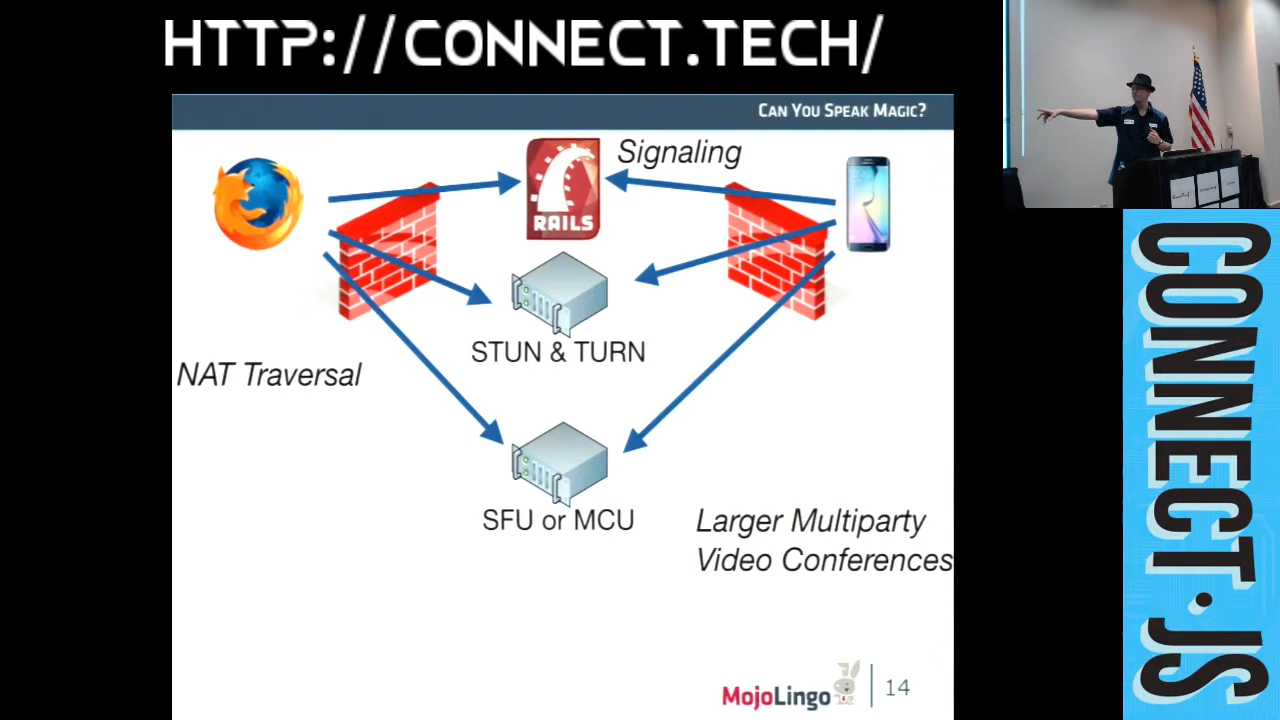 HTTP://CONNECT.TECH/
CAN YOU SPEAK MAGIC?
Signaling
RAILS
STUN & TURN
NAT Traversal
SFU or MCU
Larger Multiparty
Video Conferences
MojoLingo
14
CONNECT.JS